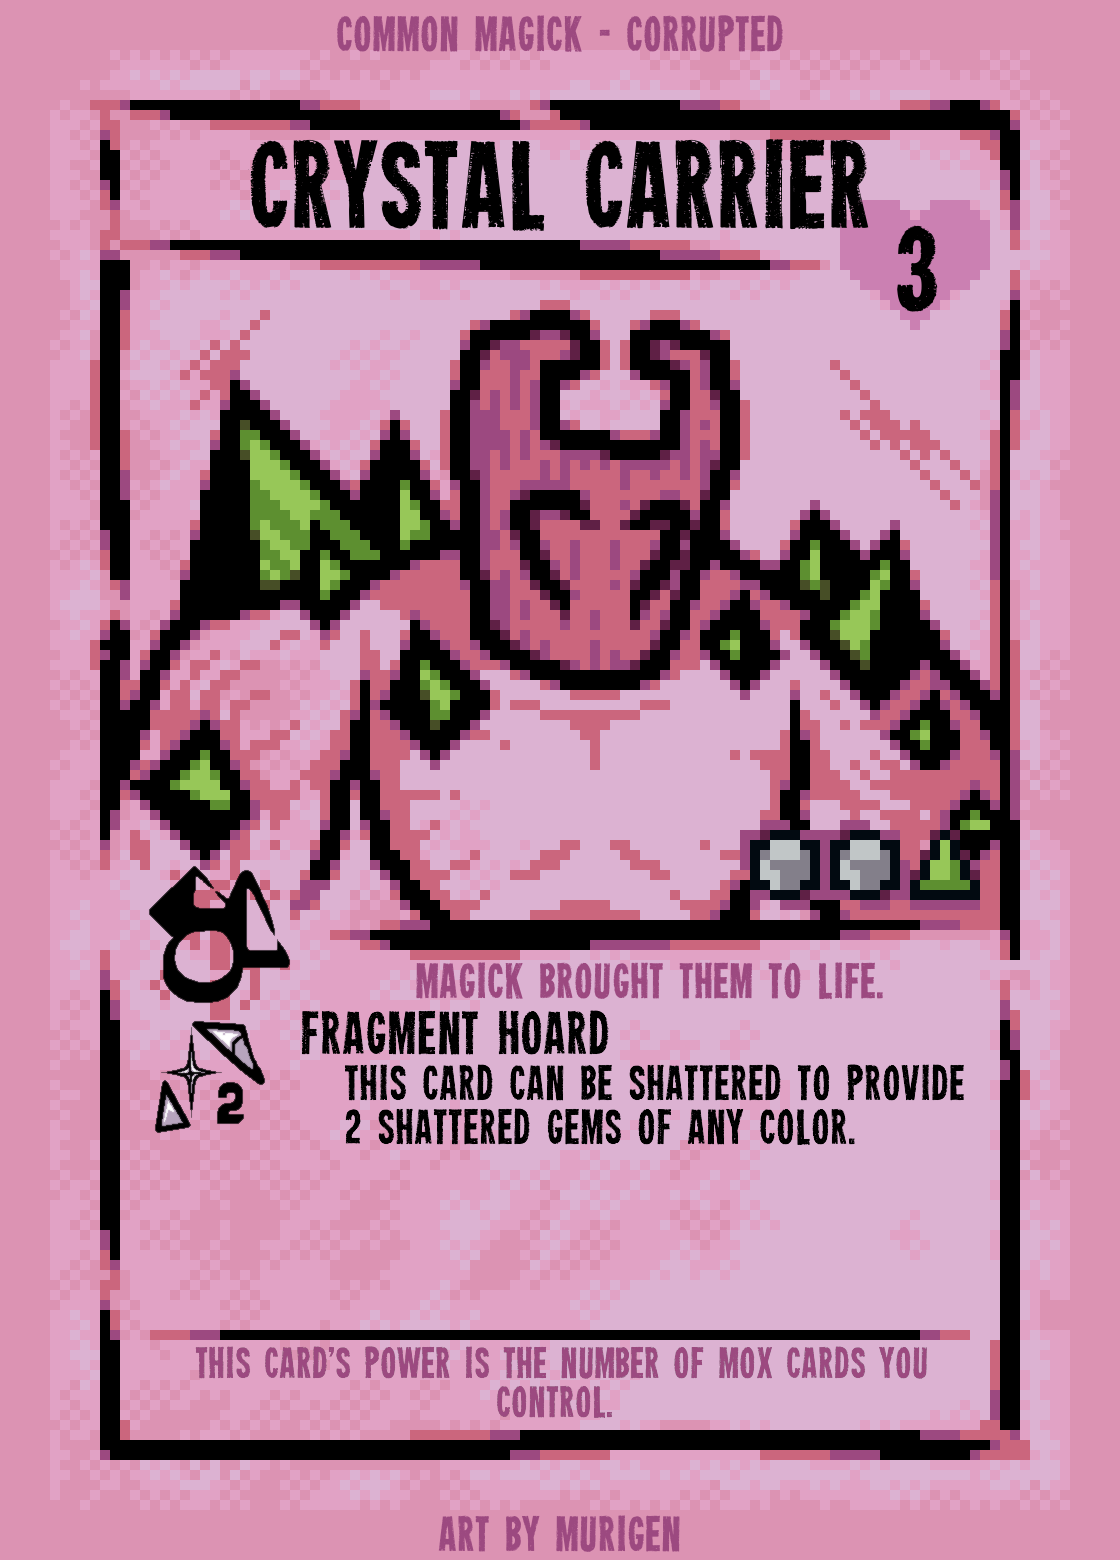 COMMON MAGICK - CORRUPTED
CRYSTAL CARRIER
3
MAGICK BROUGHT THEM TO LIFE.
FRAGMENT HOARD
THIS CARD CAN BE SHATTERED TO PROVIDE
2 SHATTERED GEMS OF ANY COLOR.
2
THIS CARD'S POWER IS THE NUMBER OF MOX CARDS YOU
CONTROL.
ART BY MURIGEN